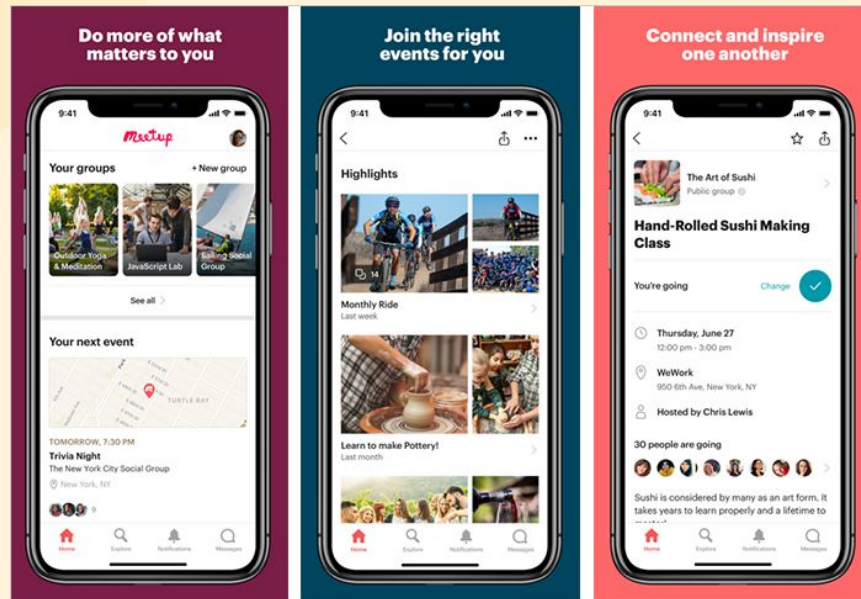 Do more of what
matters to you
9:41
Meetup
Your groups
+ New group
Outdoor Yoga
& Meditation
JavaScript Lab
Sailing Social
Group
See all
Your next event
TURTLE BAY
TOMORROW, 7:30 PM
Trivia Night
The New York City Social Group
New York, NY
9
Home
Explore
Notifications
Messages
Join the right
events for you
9:41
Highlights
14
Monthly Ride
Last week
Learn to make Pottery!
Last month
Home
Explore
Notifications
Messages
Connect and inspire
one another
9:41
The Art of Sushi
Public group
Hand-Rolled Sushi Making
Class
You're going
Change
Thursday, June 27
12:00 pm - 3:00 pm
WeWork
950 6th Ave, New York, NY
Hosted by Chris Lewis
30 people are going
Sushi is considered by many as an art form. It
takes years to learn properly and a lifetime to
Home
Explore
Notifications
Messages